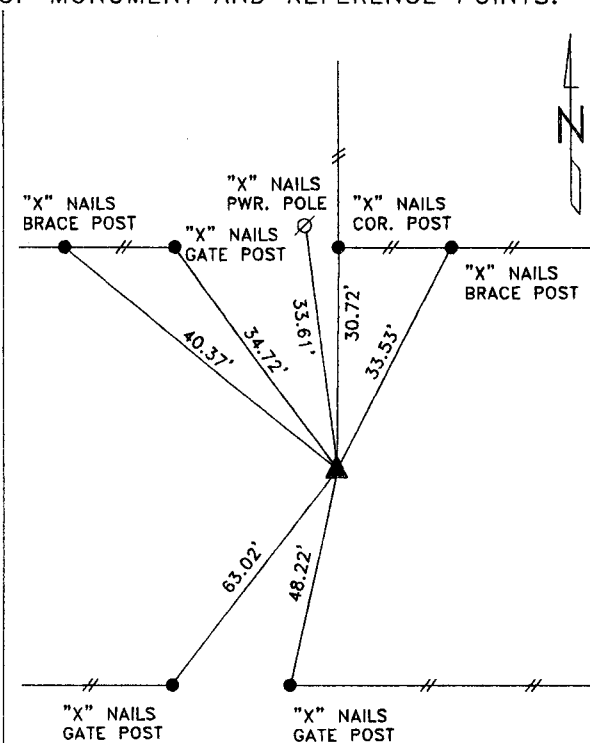 OF MONUMENT AND REFERENCE POINTS.
N
"X" NAILS
BRACE POST
"X" NAILS
GATE POST
"X" NAILS
PWR. POLE
"X" NAILS
COR. POST
"X" NAILS
BRACE POST
40.37'
34.72'
33.61'
30.72'
33.53'
63.02'
48.22'
"X" NAILS
GATE POST
"X" NAILS
GATE POST